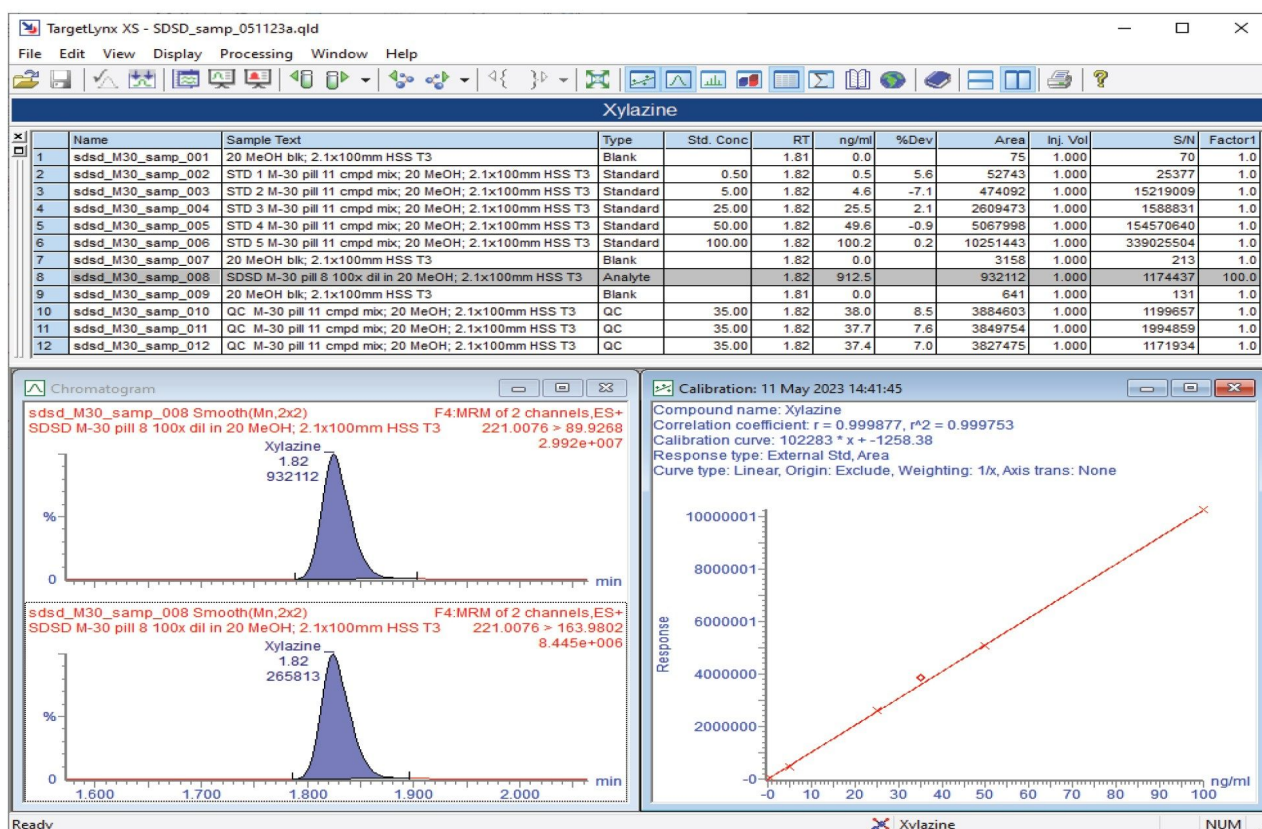 TargetLynx XS - SDSD_samp_051123a.qld
File Edit View Display Processing Window Help
Xylazine
Name Sample Text Type Std. Conc RT ng/ml %Dev Area Inj. Vol S/N Factor1
1 sdsd_M30_samp_001 20 MeOH blk; 2.1x100mm HSS T3 Blank 1.81 0.0 75 1.000 70 1.0
2 sdsd_M30_samp_002 STD 1 M-30 pill 11 cmpd mix; 20 MeOH; 2.1x100mm HSS T3 Standard 0.50 1.82 0.5 5.6 52743 1.000 25377 1.0
3 sdsd_M30_samp_003 STD 2 M-30 pill 11 cmpd mix; 20 MeOH; 2.1x100mm HSS T3 Standard 5.00 1.82 4.6 -7.1 474092 1.000 15219009 1.0
4 sdsd_M30_samp_004 STD 3 M-30 pill 11 cmpd mix; 20 MeOH; 2.1x100mm HSS T3 Standard 25.00 1.82 25.5 2.1 2609473 1.000 1588831 1.0
5 sdsd_M30_samp_005 STD 4 M-30 pill 11 cmpd mix; 20 MeOH; 2.1x100mm HSS T3 Standard 50.00 1.82 49.6 -0.9 5067998 1.000 154570640 1.0
6 sdsd_M30_samp_006 STD 5 M-30 pill 11 cmpd mix; 20 MeOH; 2.1x100mm HSS T3 Standard 100.00 1.82 100.2 0.2 10251443 1.000 339025504 1.0
7 sdsd_M30_samp_007 20 MeOH blk; 2.1x100mm HSS T3 Blank 1.82 0.0 3158 1.000 213 1.0
8 sdsd_M30_samp_008 SDSD M-30 pill 8 100x dil in 20 MeOH; 2.1x100mm HSS T3 Analyte 1.82 912.5 932112 1.000 1174437 100.0
9 sdsd_M30_samp_009 20 MeOH blk; 2.1x100mm HSS T3 Blank 1.81 0.0 641 1.000 131 1.0
10 sdsd_M30_samp_010 QC M-30 pill 11 cmpd mix; 20 MeOH; 2.1x100mm HSS T3 QC 35.00 1.82 38.0 8.5 3884603 1.000 1199657 1.0
11 sdsd_M30_samp_011 QC M-30 pill 11 cmpd mix; 20 MeOH; 2.1x100mm HSS T3 QC 35.00 1.82 37.7 7.6 3849754 1.000 1994859 1.0
12 sdsd_M30_samp_012 QC M-30 pill 11 cmpd mix; 20 MeOH; 2.1x100mm HSS T3 QC 35.00 1.82 37.4 7.0 3827475 1.000 1171934 1.0
Chromatogram
sdsd_M30_samp_008 Smooth(Mn,2x2) F4:MRM of 2 channels,ES+
SDSD M-30 pill 8 100x dil in 20 MeOH; 2.1x100mm HSS T3 221.0076 > 89.9268
2.992e+007
Xylazine
1.82
932112
%
0
min
sdsd_M30_samp_008 Smooth(Mn,2x2) F4:MRM of 2 channels,ES+
SDSD M-30 pill 8 100x dil in 20 MeOH; 2.1x100mm HSS T3 221.0076 > 163.9802
8.445e+006
Xylazine
1.82
265813
%
0
min
1.600 1.700 1.800 1.900 2.000
Calibration: 11 May 2023 14:41:45
Compound name: Xylazine
Correlation coefficient: r = 0.999877, r^2 = 0.999753
Calibration curve: 102283 * x + -1258.38
Response type: External Std, Area
Curve type: Linear, Origin: Exclude, Weighting: 1/x, Axis trans: None
10000001
8000001
6000001
Response
4000001
2000000
-0
ng/ml
-0 10 20 30 40 50 60 70 80 90 100
Ready Xylazine NUM